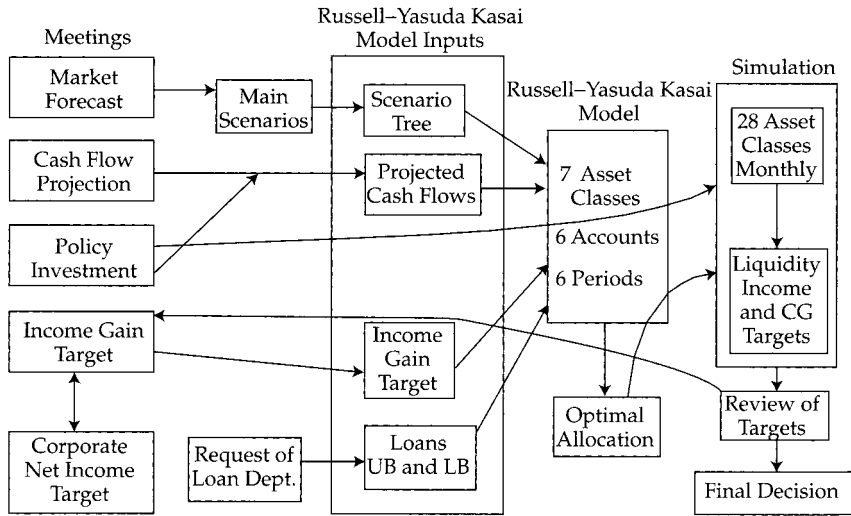 Russell–Yasuda Kasai
Model Inputs
Meetings
Market
Forecast
Cash Flow
Projection
Policy
Investment
Income Gain
Target
Corporate
Net Income
Target
Main
Scenarios
Request of
Loan Dept.
Scenario
Tree
Projected
Cash Flows
Income
Gain
Target
Loans
UB and LB
Russell–Yasuda Kasai
Model
7 Asset
Classes
6 Accounts
6 Periods
Optimal
Allocation
Simulation
28 Asset
Classes
Monthly
Liquidity
Income
and CG
Targets
Review of
Targets
Final Decision